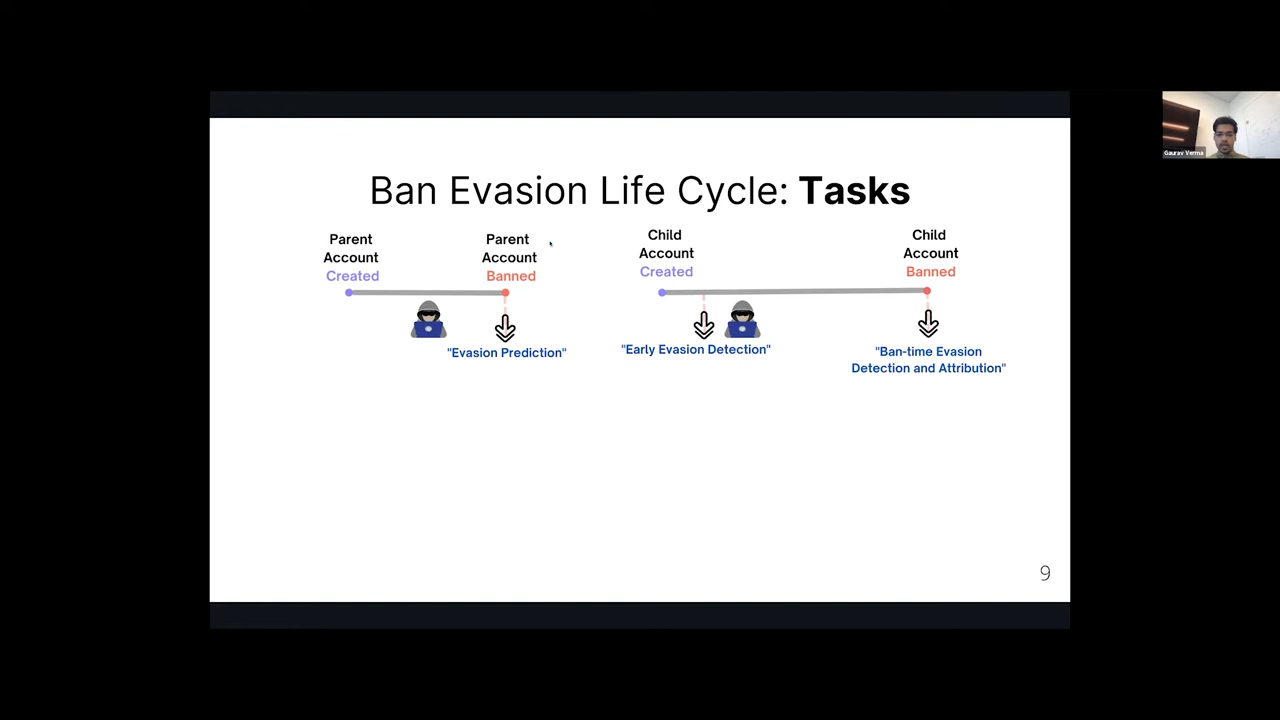 Ban Evasion Life Cycle: Tasks
Parent
Account
Created
Parent
Account
Banned
"Evasion Prediction"
Child
Account
Created
"Early Evasion Detection"
Child
Account
Banned
"Ban-time Evasion
Detection and Attribution"
9
Gaurav Verma